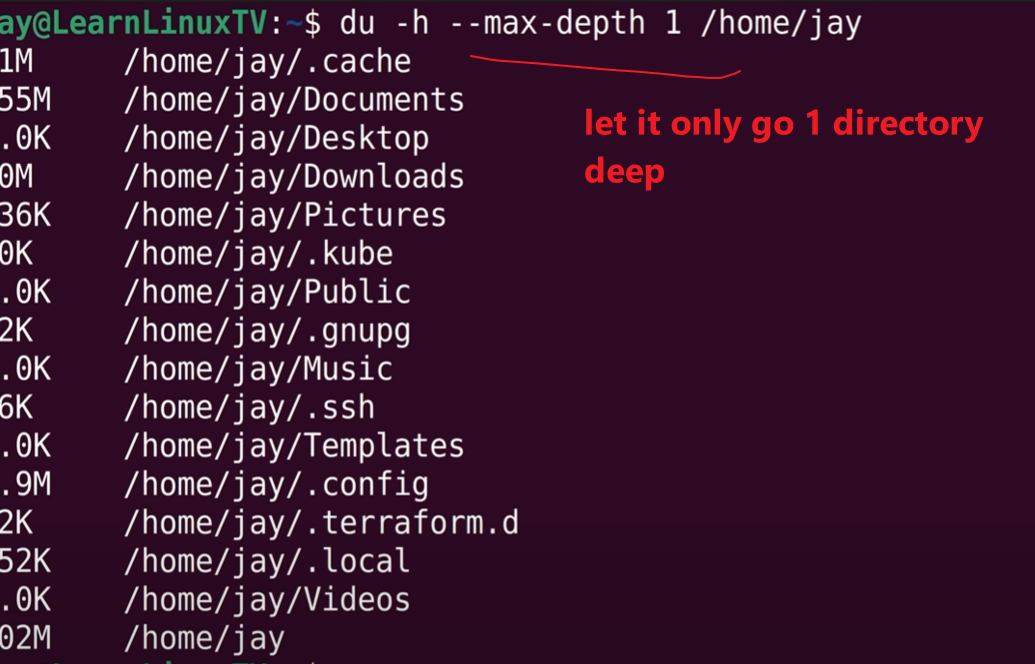 ay@LearnLinuxTV:~$ du -h --max-depth 1 /home/jay
1M /home/jay/.cache
55M /home/jay/Documents
.0K /home/jay/Desktop
0M /home/jay/Downloads
36K /home/jay/Pictures
0K /home/jay/.kube
.0K /home/jay/Public
2K /home/jay/.gnupg
.0K /home/jay/Music
6K /home/jay/.ssh
.0K /home/jay/Templates
.9M /home/jay/.config
2K /home/jay/.terraform.d
52K /home/jay/.local
.0K /home/jay/Videos
02M /home/jay
let it only go 1 directory
deep